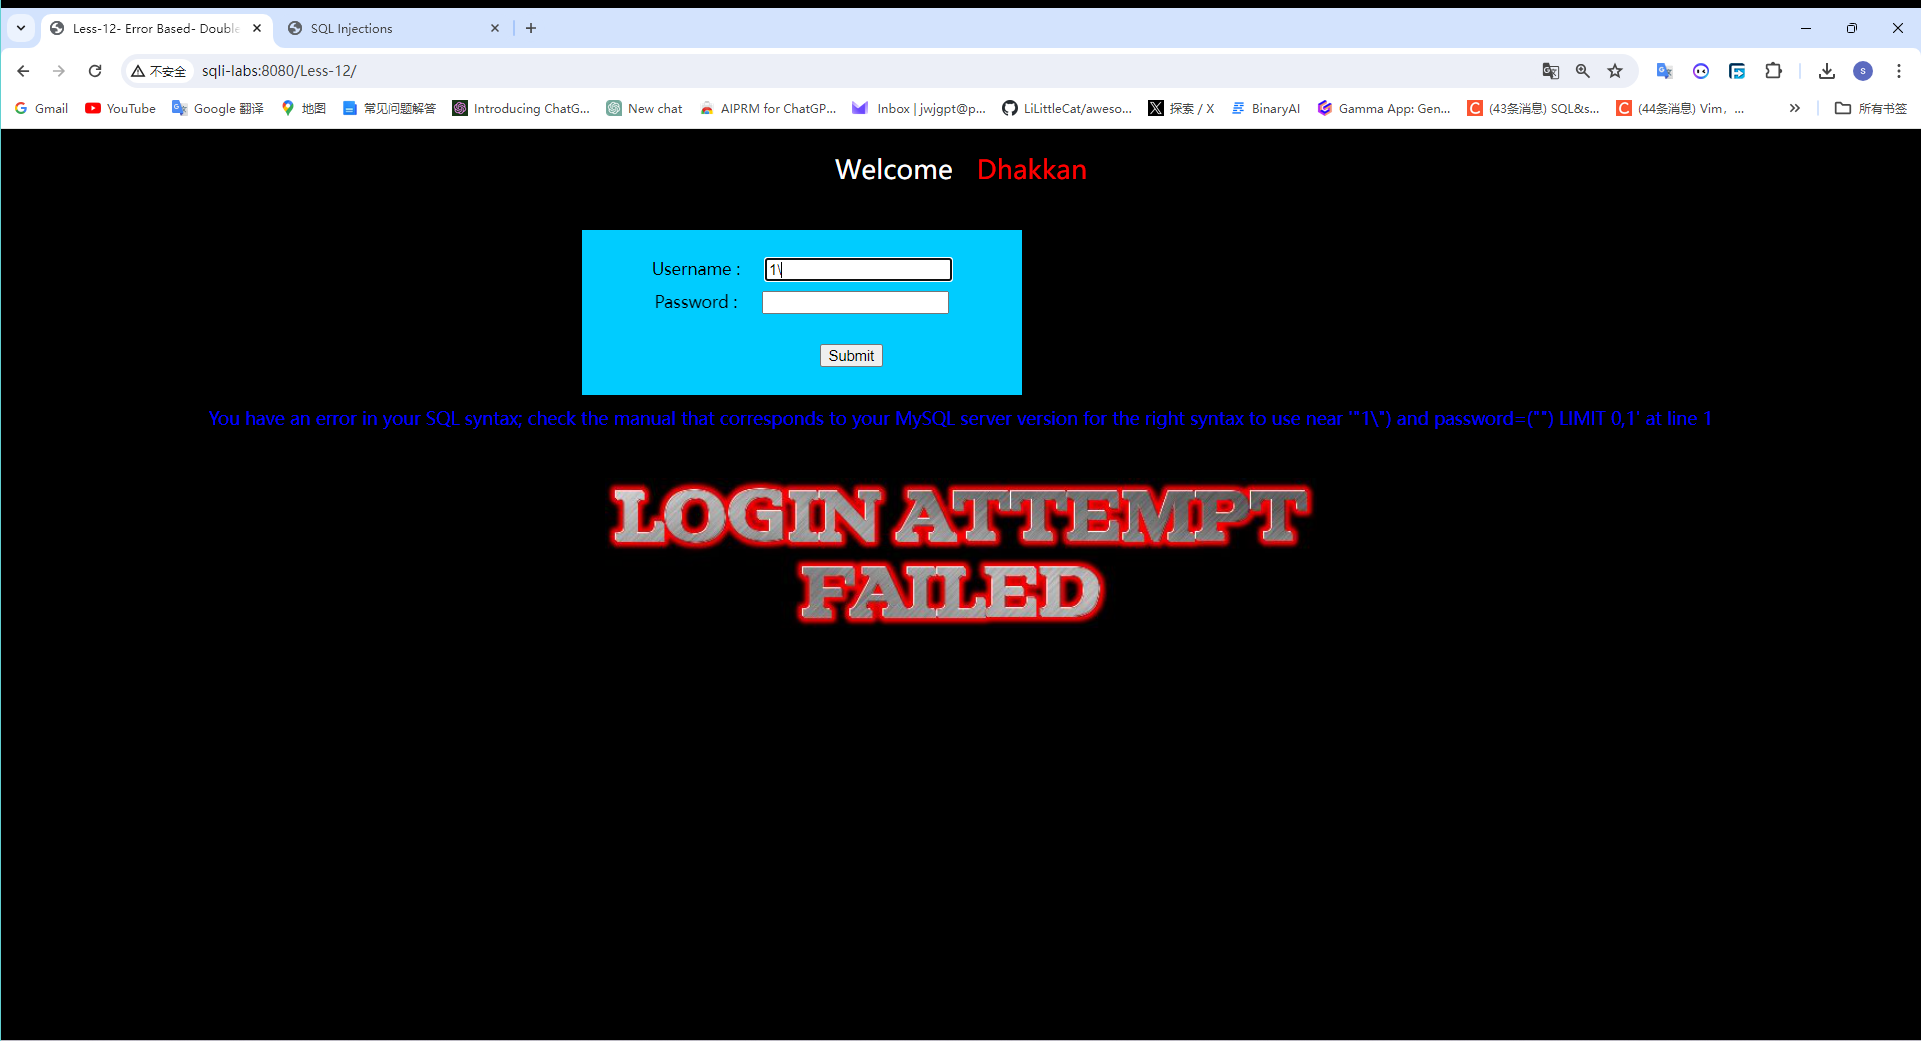 Less-12- Error Based- Double
SQL Injections
不安全
sqli-labs:8080/Less-12/
S
Gmail
YouTube
Google 翻译
地图
常见问题解答
Introducing ChatG...
New chat
AIPRM for ChatGP...
Inbox | jwjgpt@p...
LiLittleCat/aweso...
探索 / X
BinaryAI
Gamma App: Gen...
(43条消息) SQL&s...
(44条消息) Vim，...
所有书签
Welcome Dhakkan
Username : 1\
Password :
Submit
You have an error in your SQL syntax; check the manual that corresponds to your MySQL server version for the right syntax to use near '"1\") and password=("") LIMIT 0,1' at line 1
LOGIN ATTEMPT
FAILED